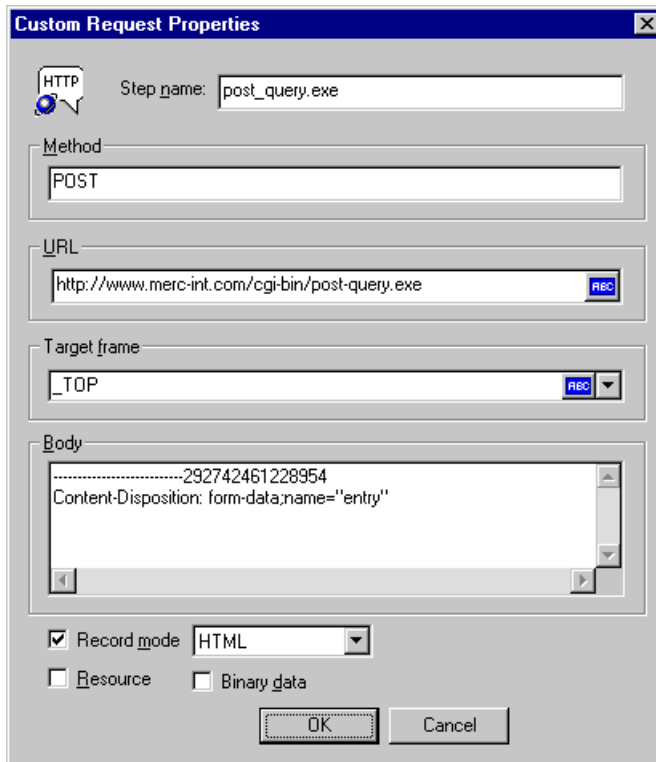 Custom Request Properties
HTTP
Step name: post_query.exe
Method
POST
URL
http://www.merc-int.com/cgi-bin/post-query.exe ABC
Target frame
_TOP ABC
Body
---------------------------292742461228954
Content-Disposition: form-data;name="entry"
Record mode HTML
Resource Binary data
OK Cancel